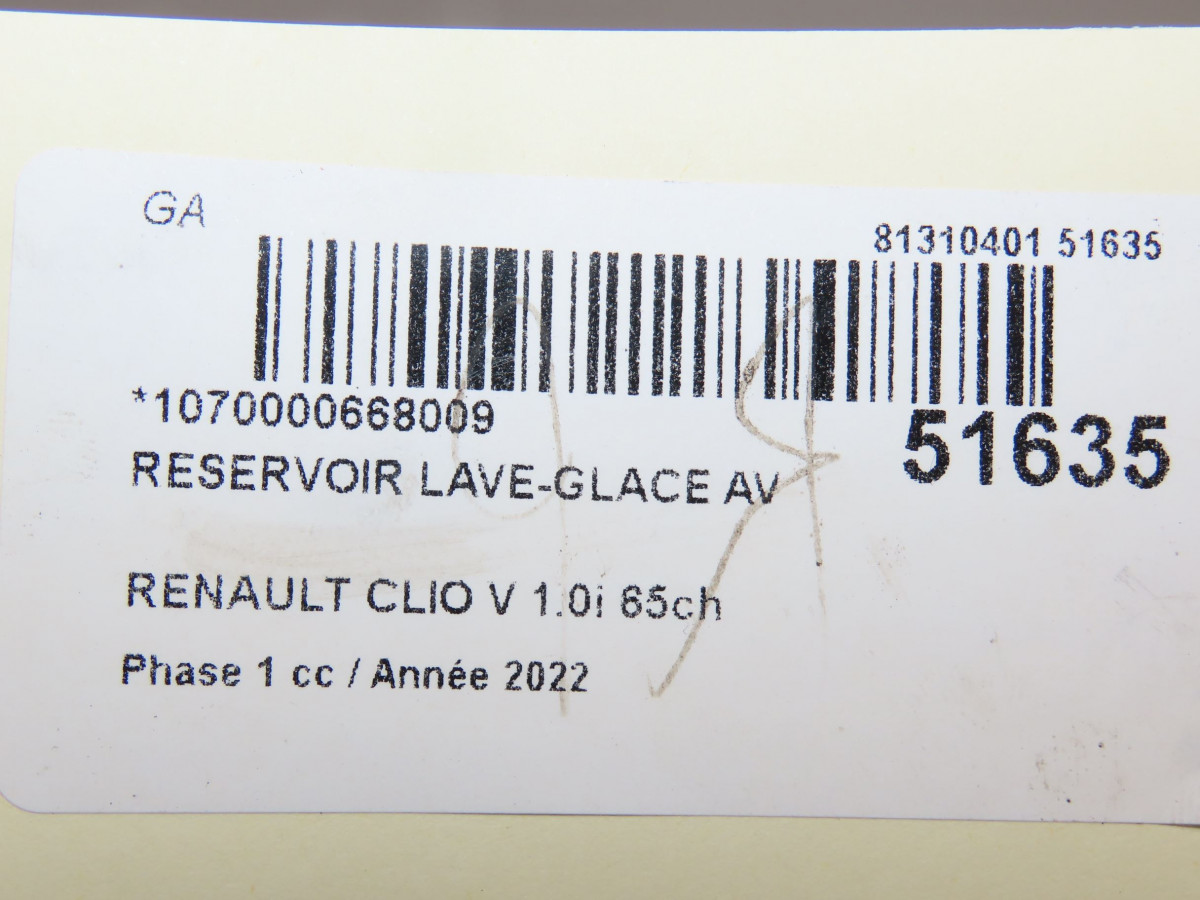 GA
81310401 51635
*1070000668009
51635
RESERVOIR LAVE-GLACE AV
RENAULT CLIO V 1.0i 65ch
Phase 1 cc / Année 2022